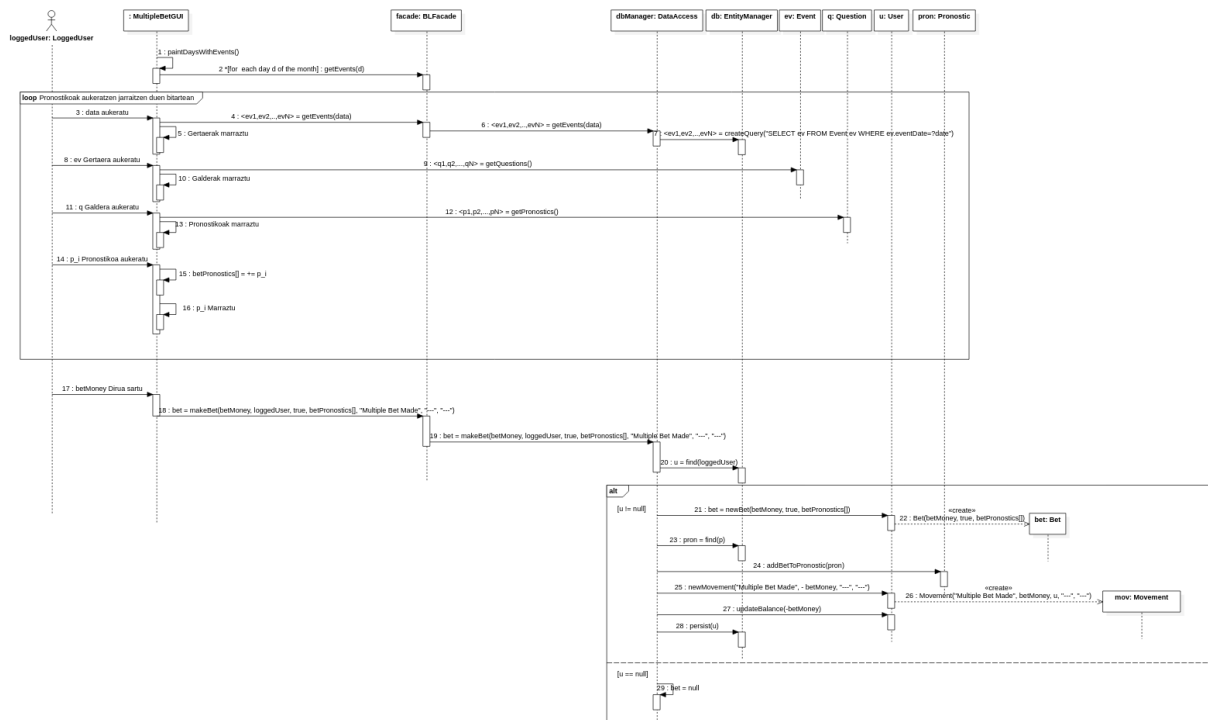 loggedUser: LoggedUser
: MultipleBetGUI
facade: BLFacade
dbManager: DataAccess
db: EntityManager
ev: Event
q: Question
u: User
pron: Pronostic
1 : paintDaysWithEvents()
2 *[for each day d of the month] : getEvents(d)
loop Pronostikoak aukeratzen jarraitzen duen bitartean
3 : data aukeratu
4 : <ev1,ev2,..,evN> = getEvents(data)
5 : Gertaerak marraztu
6 : <ev1,ev2,..,evN> = getEvents(data)
7 : <ev1,ev2,..,evN> = createQuery("SELECT ev FROM Event ev WHERE ev.eventDate=?date")
8 : ev Gertaera aukeratu
9 : <q1,q2,...,qN> = getQuestions()
10 : Galderak marraztu
11 : q Galdera aukeratu
12 : <p1,p2,...,pN> = getPronostics()
13 : Pronostikoak marraztu
14 : p_i Pronostikoa aukeratu
15 : betPronostics[] = += p_i
16 : p_i Marraztu
17 : betMoney Dirua sartu
18 : bet = makeBet(betMoney, loggedUser, true, betPronostics[], "Multiple Bet Made", "---", "---")
19 : bet = makeBet(betMoney, loggedUser, true, betPronostics[], "Multiple Bet Made", "---", "---")
20 : u = find(loggedUser)
alt
[u != null]
21 : bet = newBet(betMoney, true, betPronostics[])
«create»
22 : Bet(betMoney, true, betPronostics[])
bet: Bet
23 : pron = find(p)
24 : addBetToPronostic(pron)
25 : newMovement("Multiple Bet Made", - betMoney, "---", "---")
«create»
26 : Movement("Multiple Bet Made", betMoney, u, "---", "---")
mov: Movement
27 : updateBalance(-betMoney)
28 : persist(u)
[u == null]
29 : bet = null